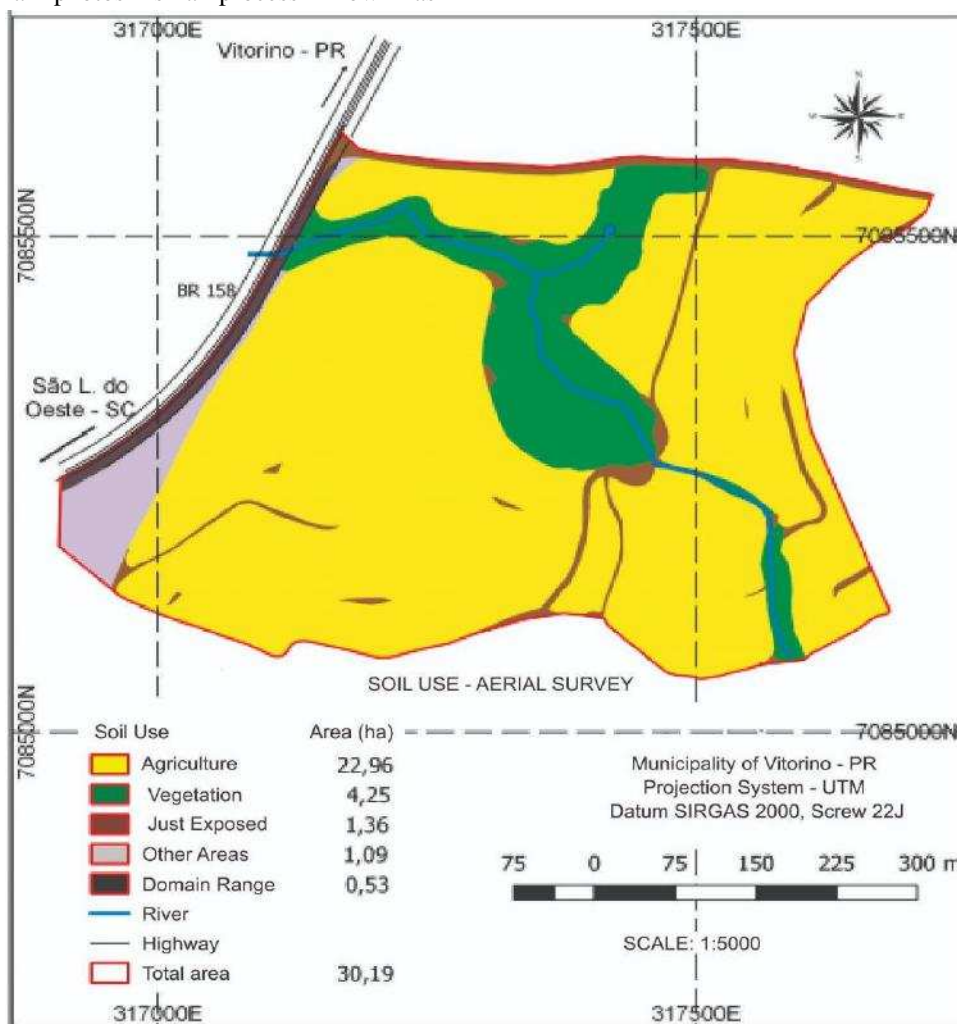 317000E 317500E
Vitorino - PR
N
7085500N 7085500N
BR 158
São L. do
Oeste - SC
SOIL USE - AERIAL SURVEY
7085000N 7085000N
Soil Use Area (ha)
Agriculture 22,96
Vegetation 4,25
Just Exposed 1,36
Other Areas 1,09
Domain Range 0,53
River
Highway
Total area 30,19
Municipality of Vitorino - PR
Projection System - UTM
Datum SIRGAS 2000, Screw 22J
75 0 75 150 225 300 m
SCALE: 1:5000
317000E 317500E